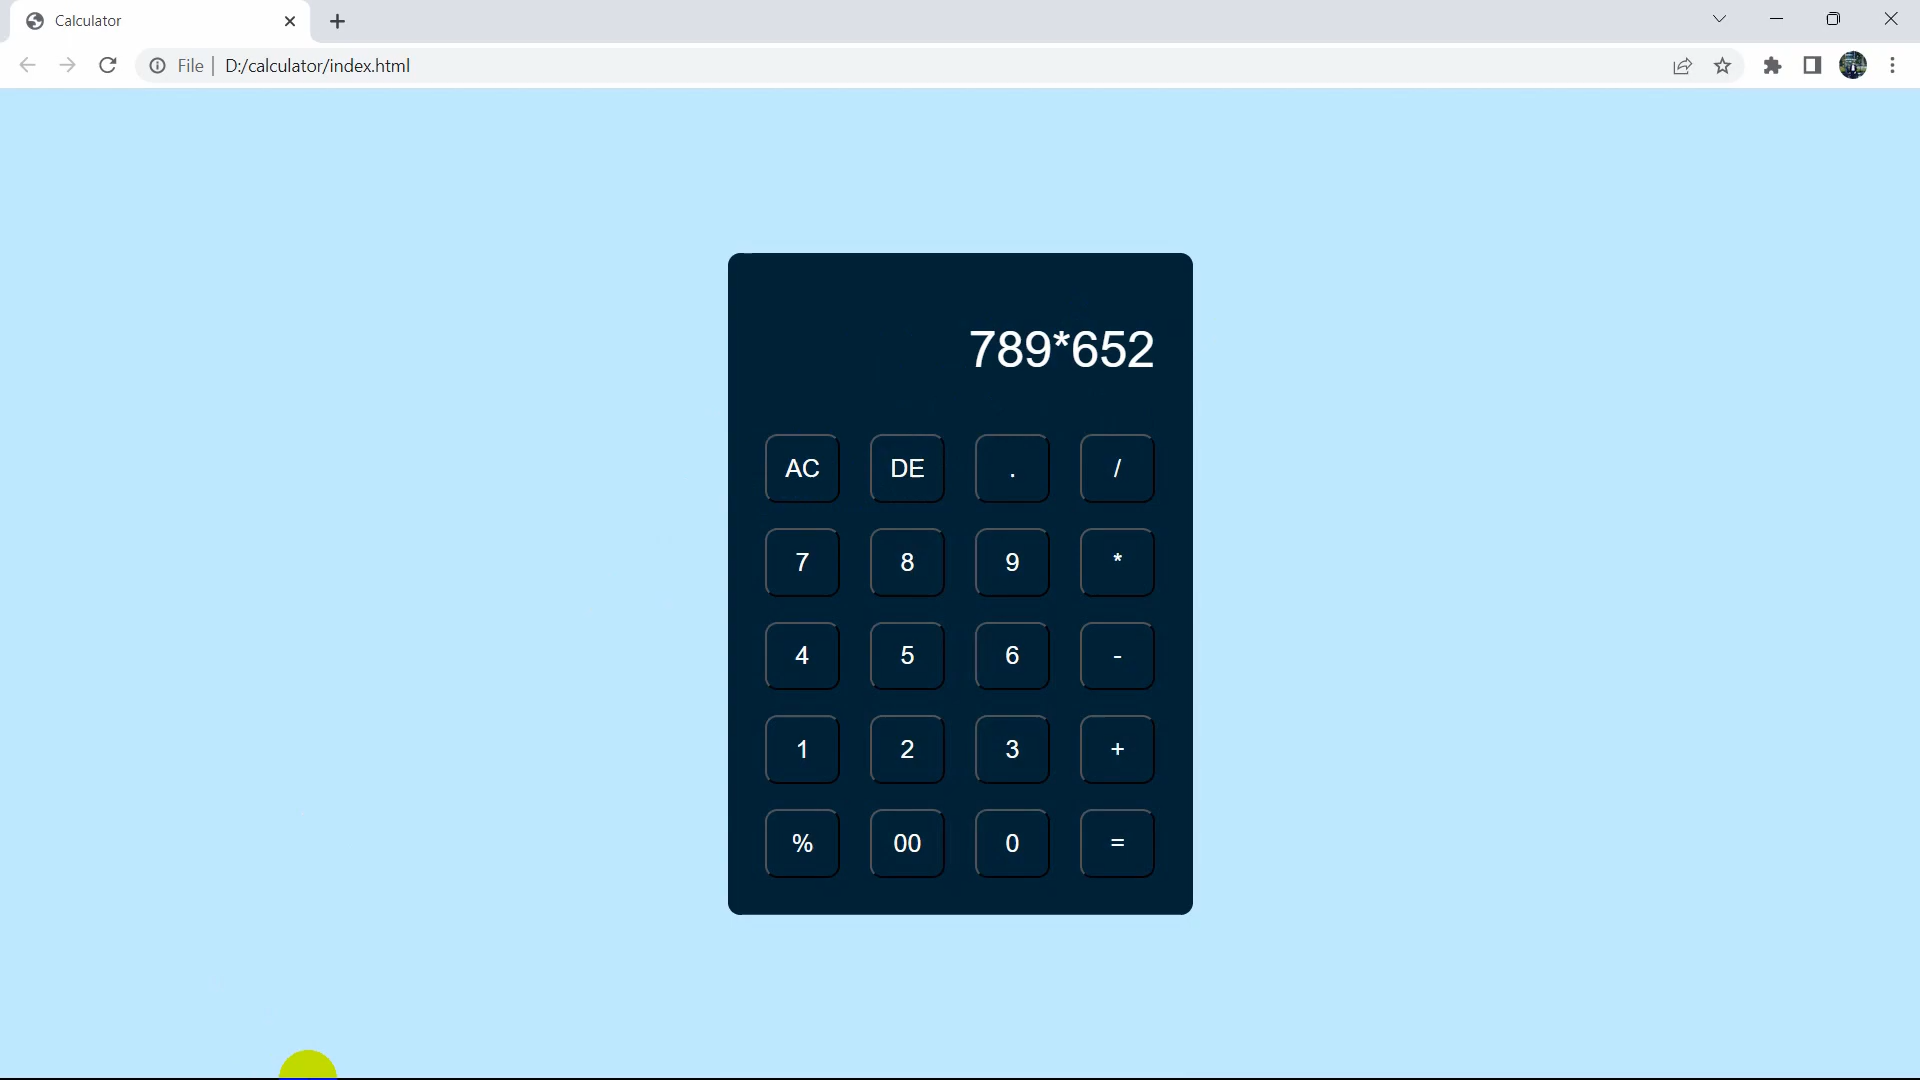 Calculator
File | D:/calculator/index.html
789*652
AC DE . /
7 8 9 *
4 5 6 -
1 2 3 +
% 00 0 =